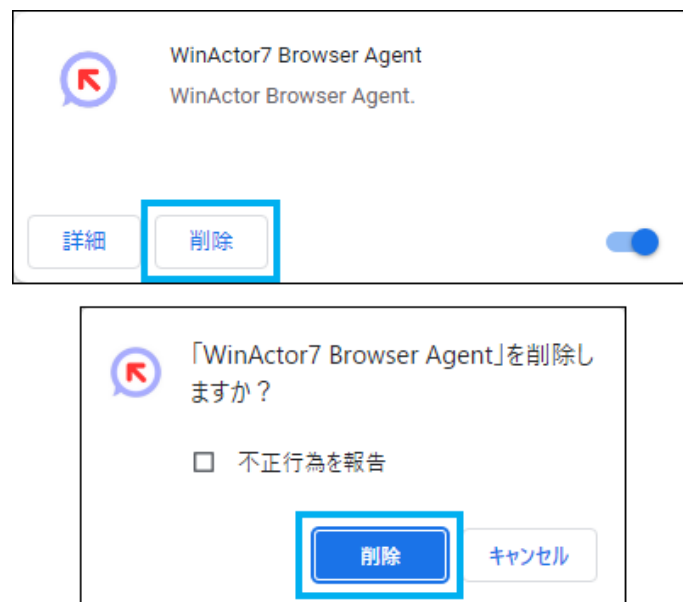 WinActor7 Browser Agent
WinActor Browser Agent.
詳細
削除
「WinActor7 Browser Agent」を削除し
ますか？
不正行為を報告
削除
キャンセル